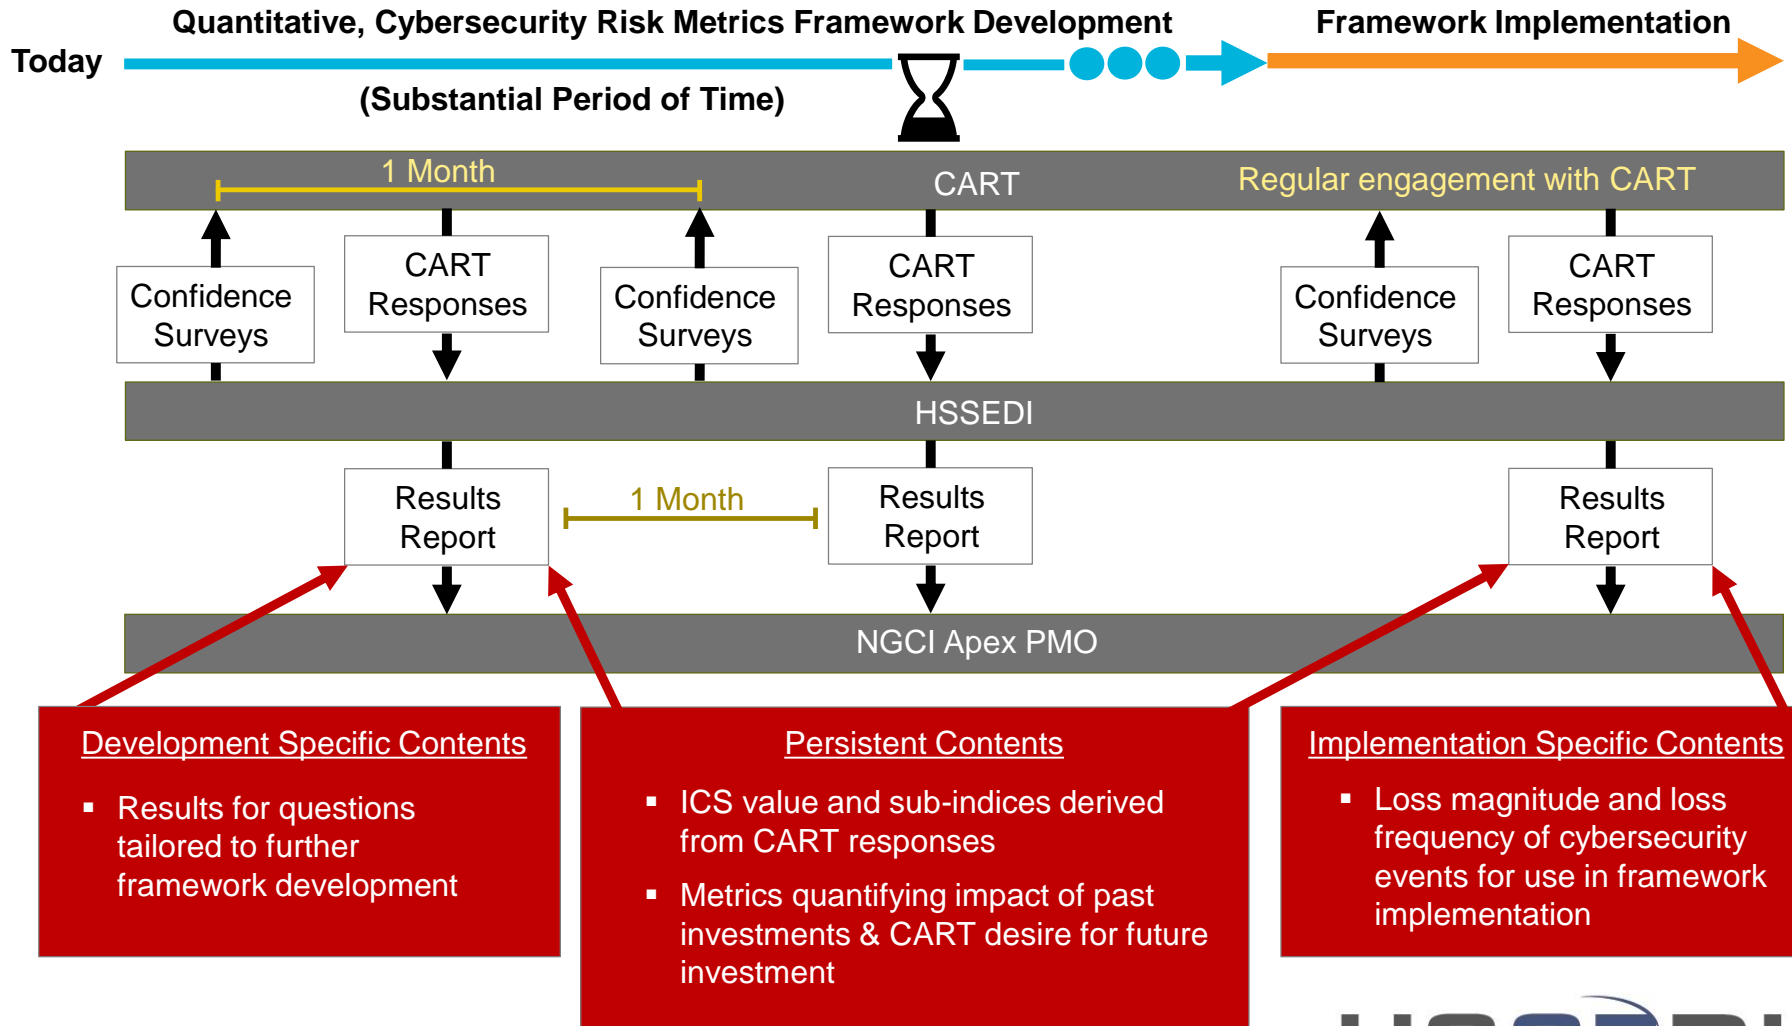 Quantitative, Cybersecurity Risk Metrics Framework Development
Framework Implementation
Today
(Substantial Period of Time)
1 Month
CART
Regular engagement with CART
Confidence
Surveys
CART
Responses
Confidence
Surveys
CART
Responses
Confidence
Surveys
CART
Responses
HSSEDI
Results
Report
1 Month
Results
Report
Results
Report
NGCI Apex PMO
Development Specific Contents
▪ Results for questions
tailored to further
framework development
Persistent Contents
▪ ICS value and sub-indices derived
from CART responses
▪ Metrics quantifying impact of past
investments & CART desire for future
investment
Implementation Specific Contents
▪ Loss magnitude and loss
frequency of cybersecurity
events for use in framework
implementation